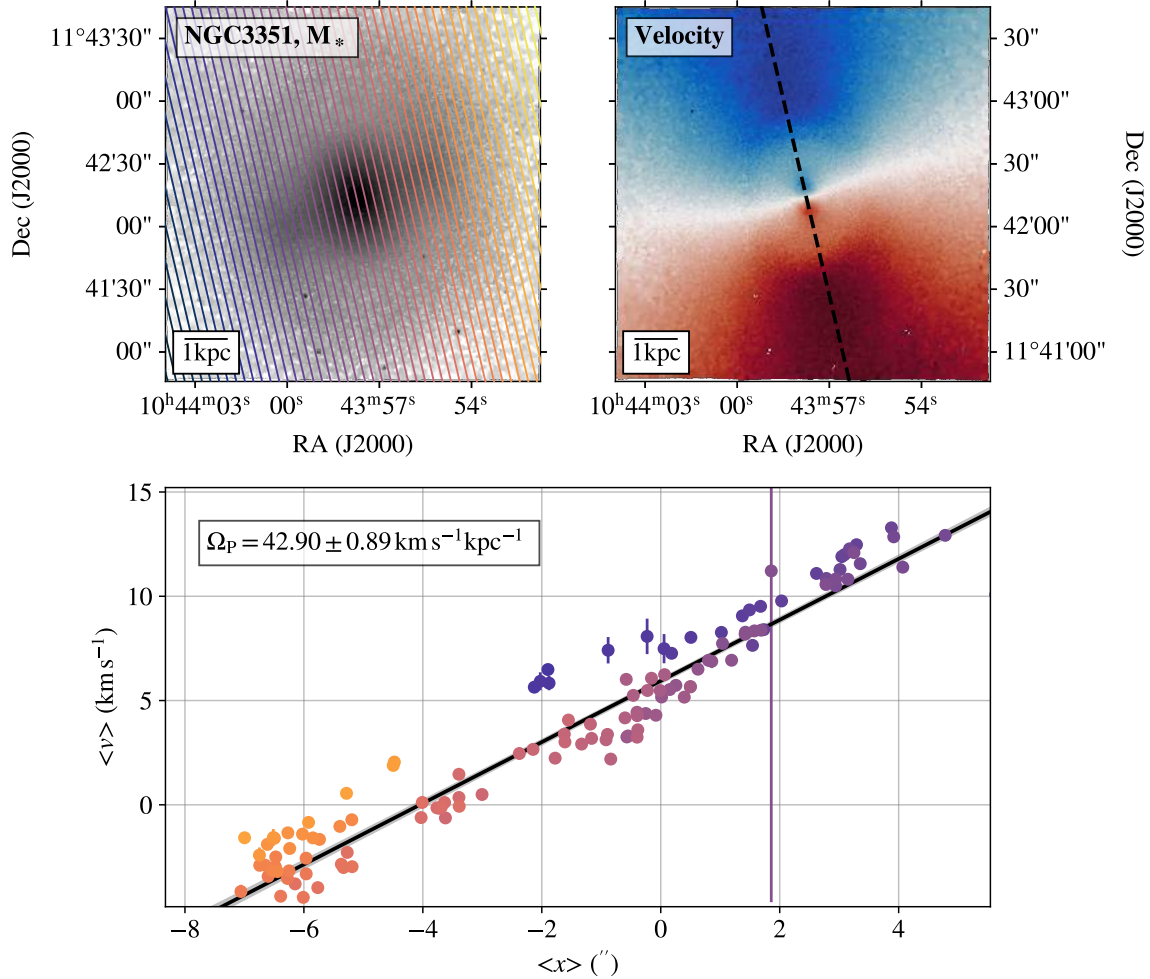 NGC3351, M*
11°43'30"
00"
42'30"
00"
41'30"
00"
Dec (J2000)
1kpc
10ʰ44ᵐ03ˢ 00ˢ 43ᵐ57ˢ 54ˢ
RA (J2000)
Velocity
30"
43'00"
30"
42'00"
30"
11°41'00"
Dec (J2000)
1kpc
10ʰ44ᵐ03ˢ 00ˢ 43ᵐ57ˢ 54ˢ
RA (J2000)
Ω_P = 42.90 ± 0.89 km s⁻¹kpc⁻¹
15
10
5
0
<v> (km s⁻¹)
−8 −6 −4 −2 0 2 4
<x> (′′)